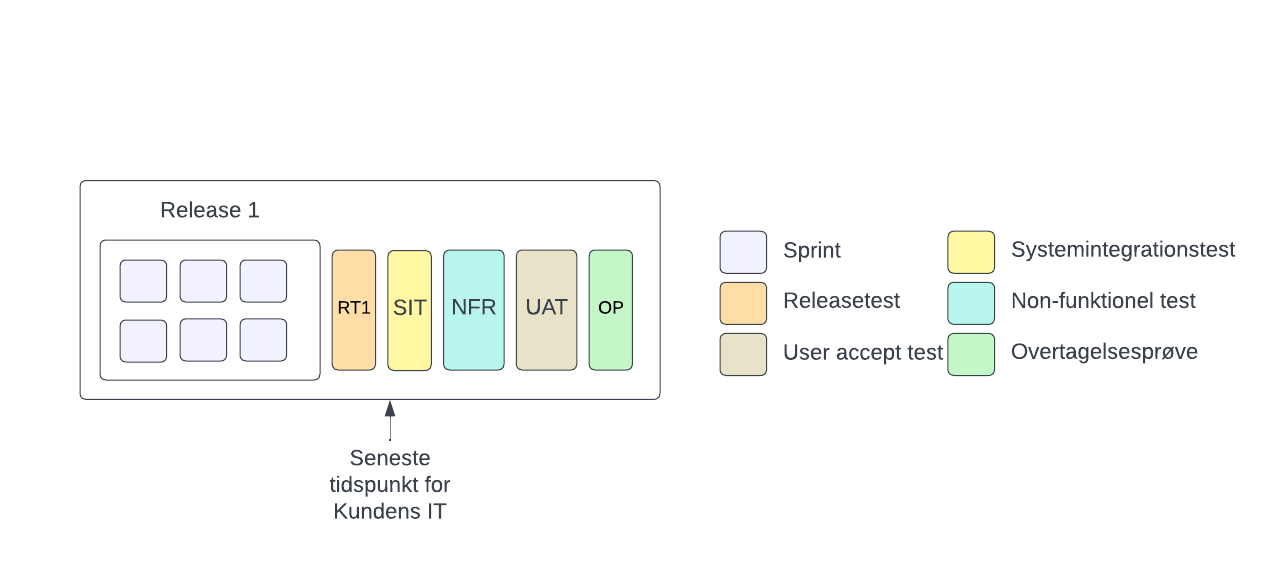 Release 1
RT1
SIT
NFR
UAT
OP
Seneste
tidspunkt for
Kundens IT
Sprint
Systemintegrationstest
Releasetest
Non-funktionel test
User accept test
Overtagelsesprøve